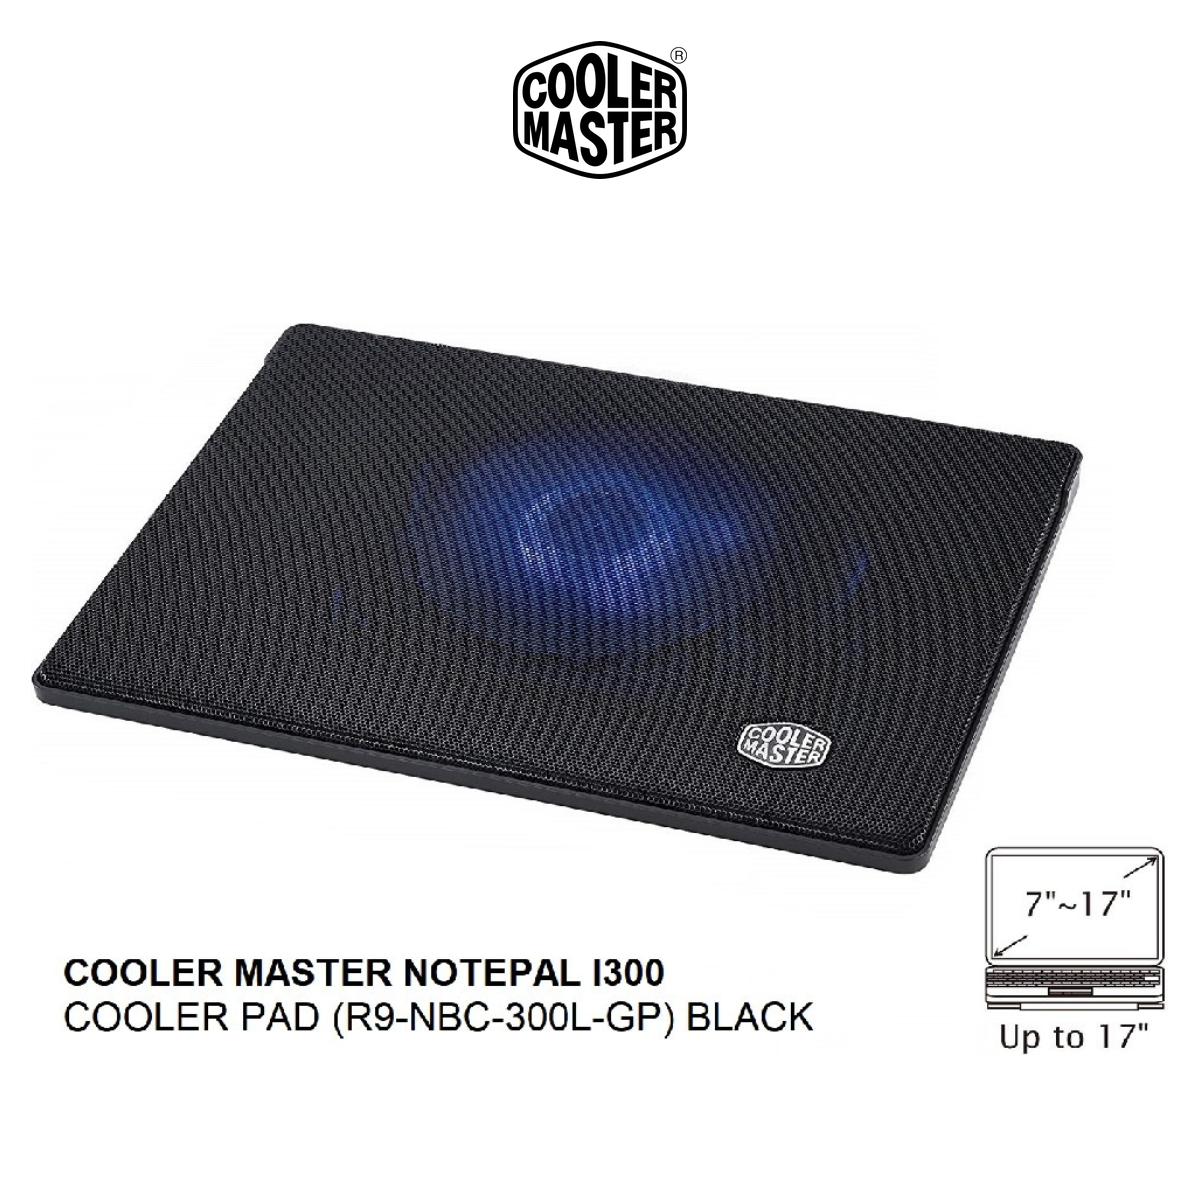 COOLER
MASTER
®
COOLER
MASTER
7"~17"
COOLER MASTER NOTEPAL I300
COOLER PAD (R9-NBC-300L-GP) BLACK
Up to 17"